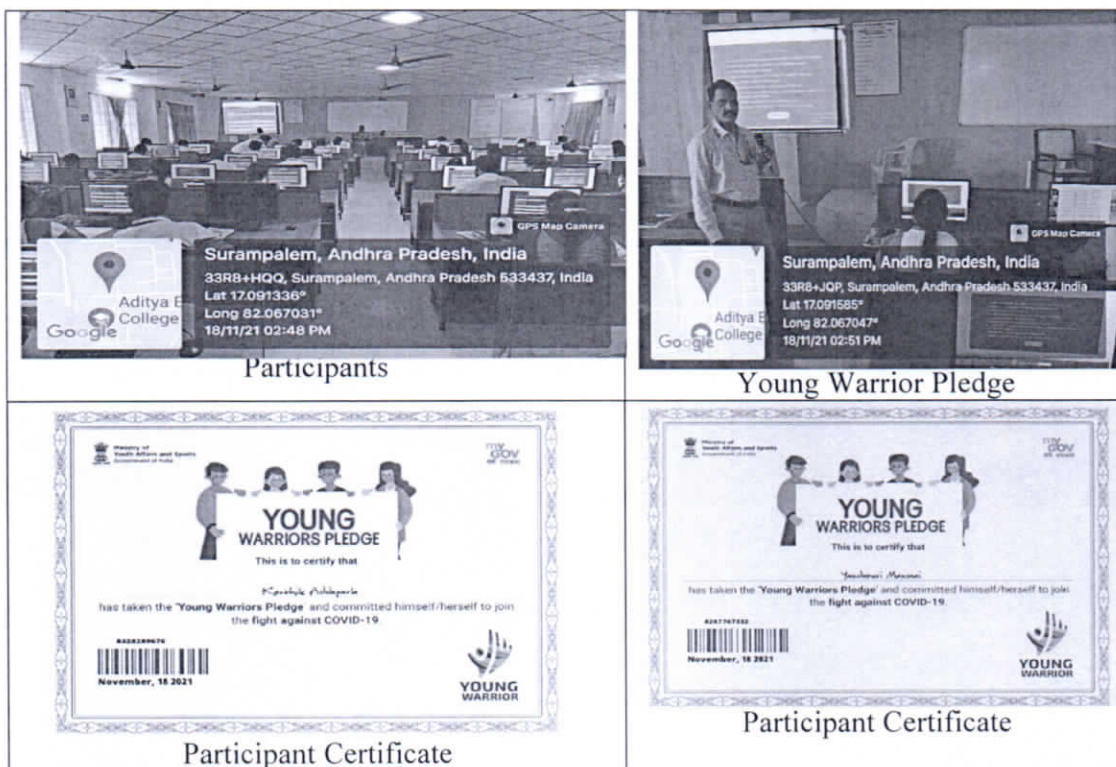 GPS Map Camera
Aditya E
College
Google
Surampalem, Andhra Pradesh, India
33R8+HQQ, Surampalem, Andhra Pradesh 533437, India
Lat 17.091336°
Long 82.067031°
18/11/21 02:48 PM
Participants
GPS Map Camera
Aditya E
College
Google
Surampalem, Andhra Pradesh, India
33R8+JQP, Surampalem, Andhra Pradesh 533437, India
Lat 17.091585°
Long 82.067047°
18/11/21 02:51 PM
Young Warrior Pledge
Ministry of
Youth Affairs and Sports
Government of India
my
GOV
YOUNG
WARRIORS PLEDGE
This is to certify that
Karthik
has taken the 'Young Warriors Pledge' and committed himself/herself to join
the fight against COVID-19.
November, 18 2021
YOUNG
WARRIOR
Participant Certificate
Ministry of
Youth Affairs and Sports
Government of India
my
GOV
YOUNG
WARRIORS PLEDGE
This is to certify that
has taken the 'Young Warriors Pledge' and committed himself/herself to join
the fight against COVID-19.
November, 18 2021
YOUNG
WARRIOR
Participant Certificate